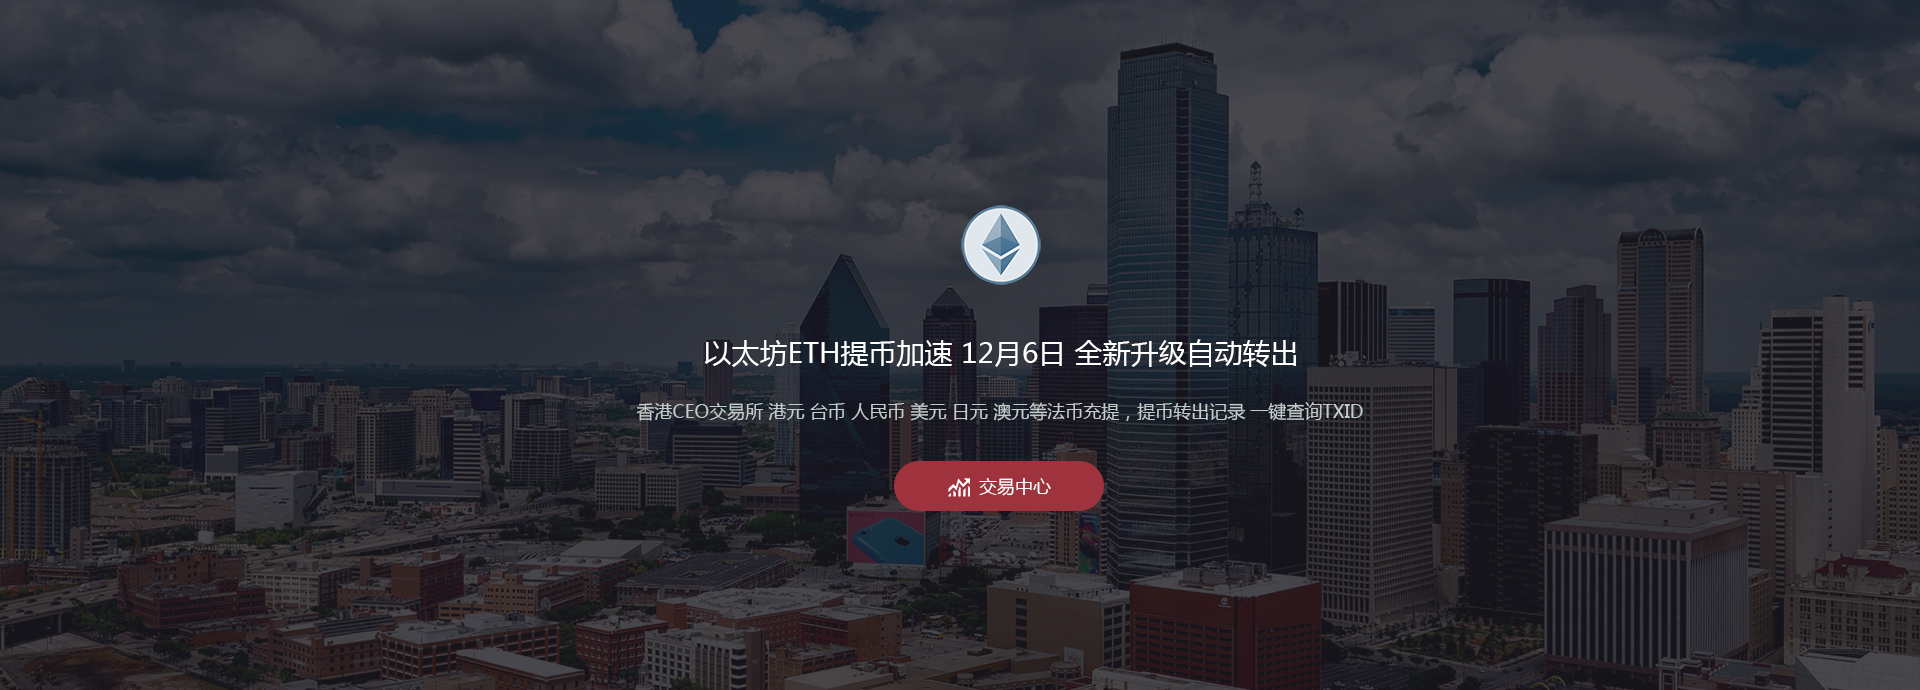 以太坊ETH提币加速 12月6日 全新升级自动转出
香港CEO交易所 港元 台币 人民币 美元 日元 澳元等法币充提，提币转出记录 一键查询TXID
交易中心